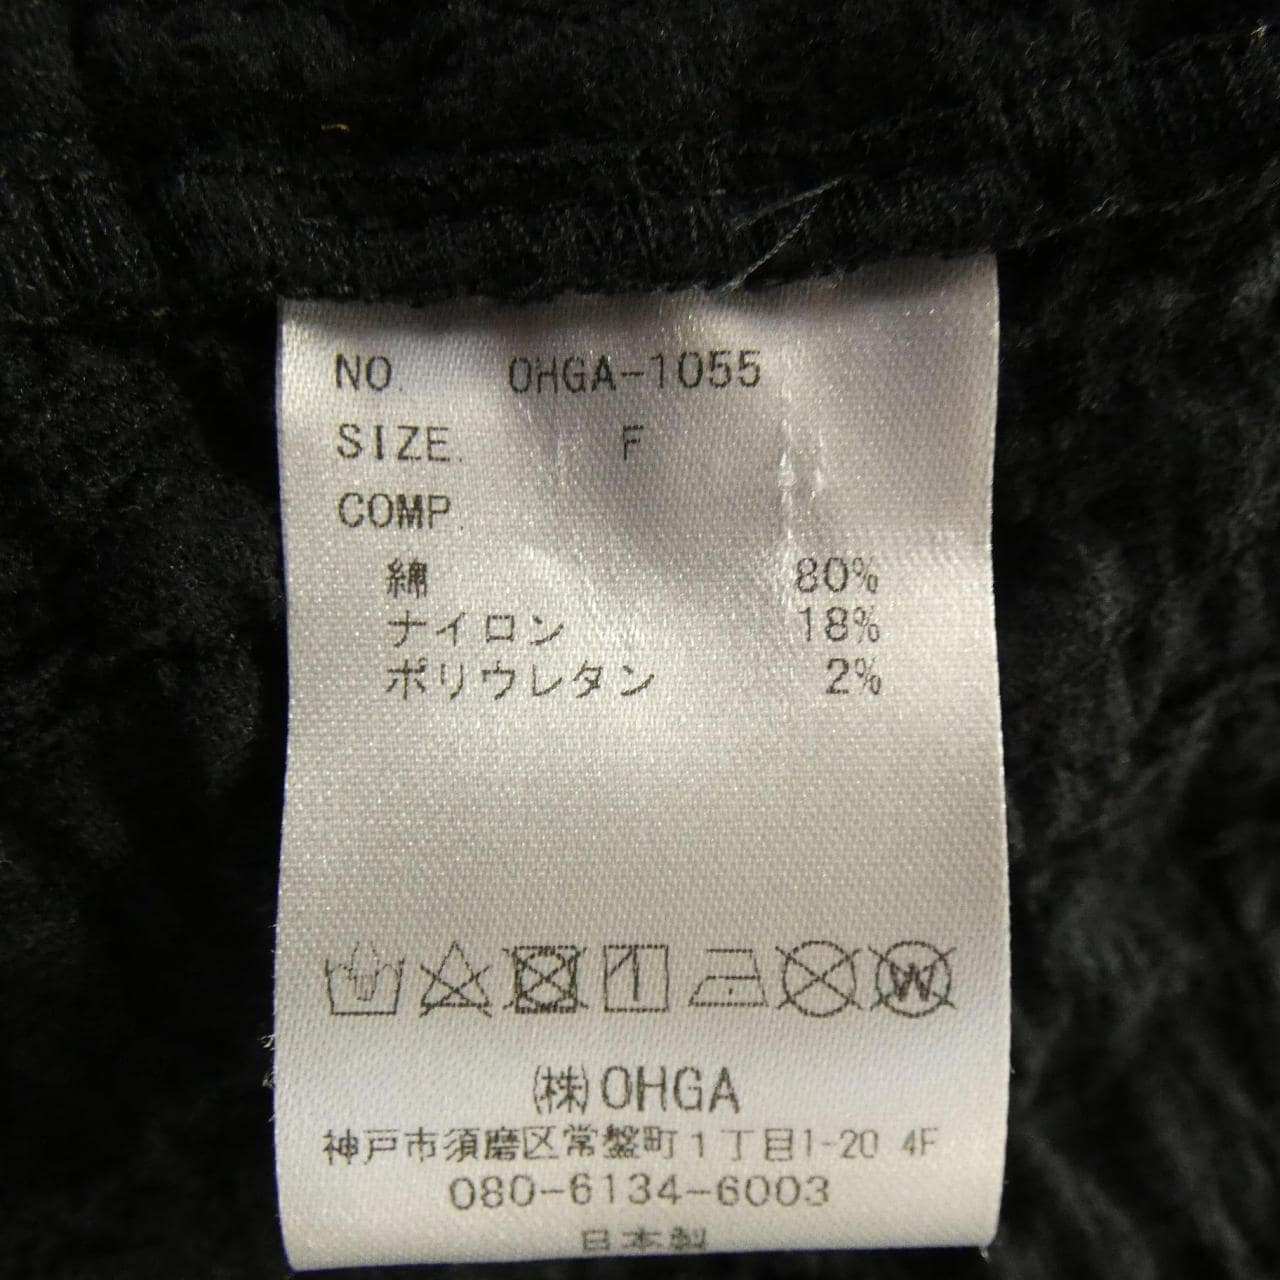 NO. OHGA-1055
SIZE. F
COMP.
綿 80%
ナイロン 18%
ポリウレタン 2%
W
㈱OHGA
神戸市須磨区常盤町1丁目1-20 4F
080-6134-6003
日本製